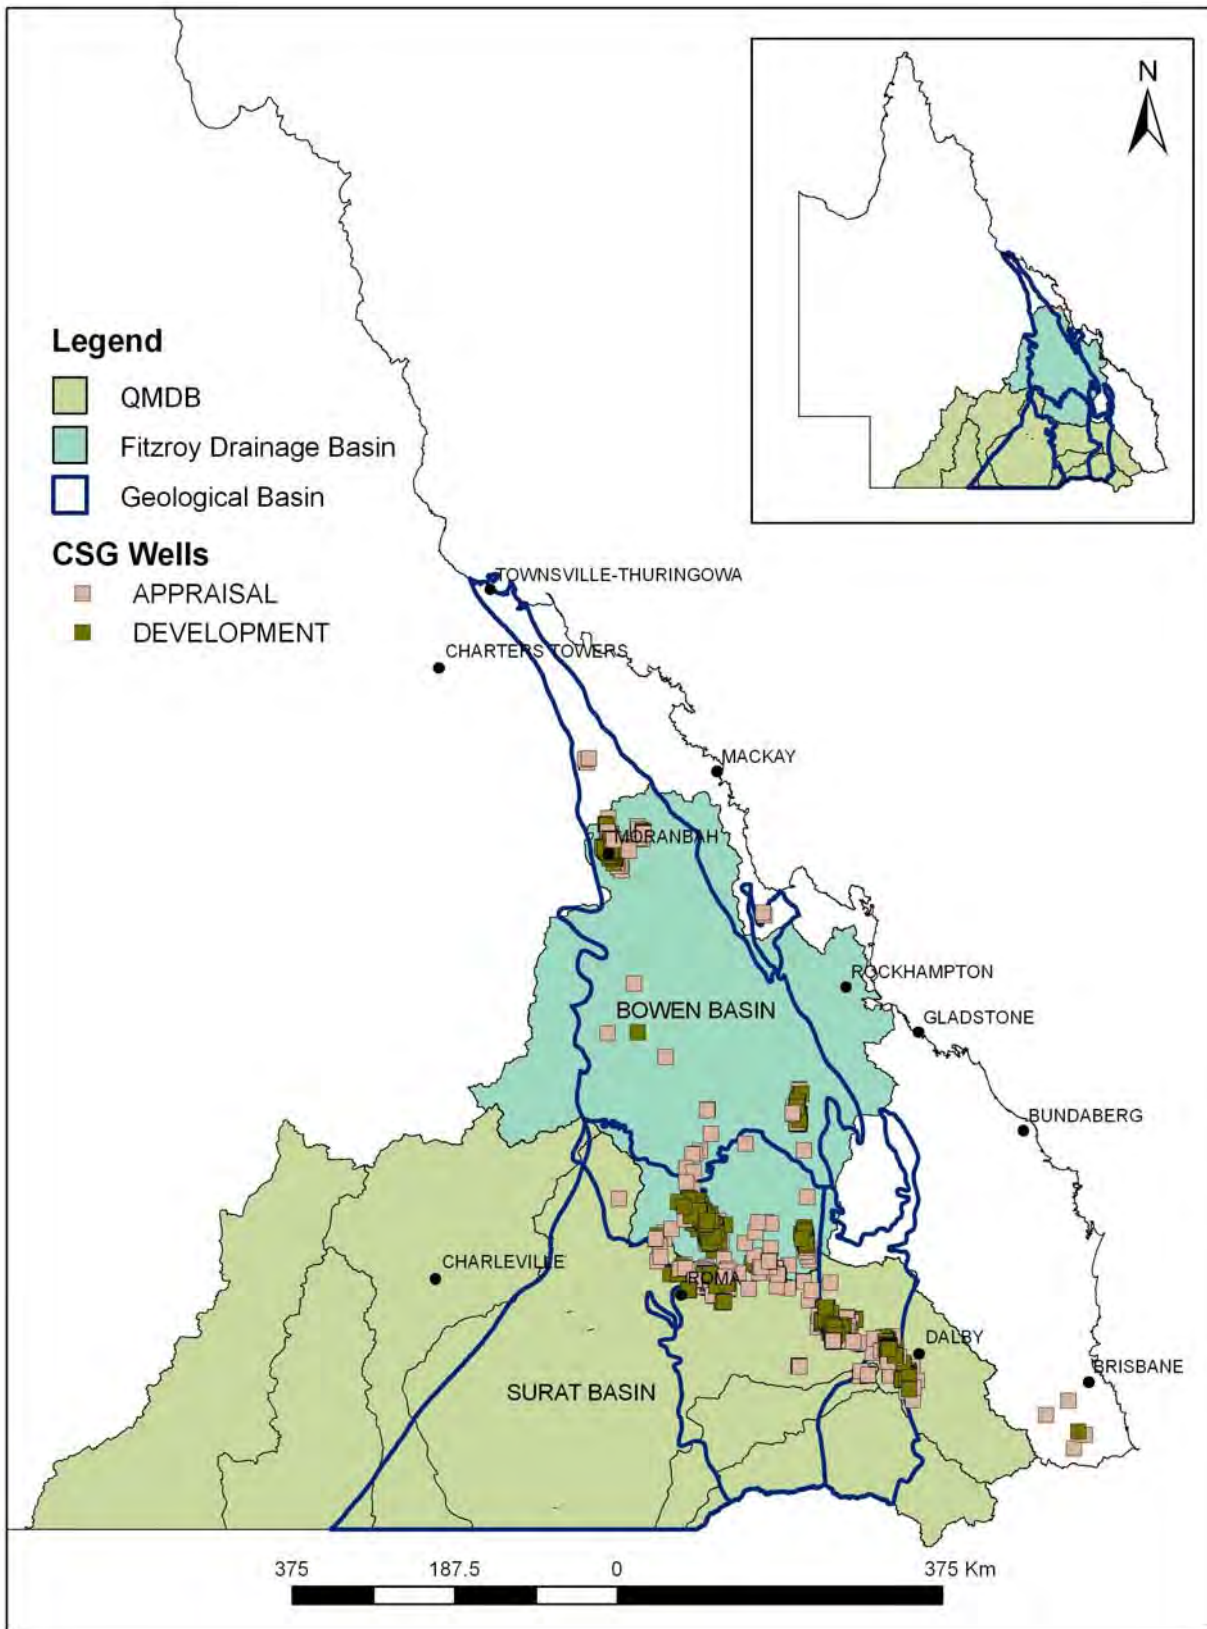 N
Legend
QMDB
Fitzroy Drainage Basin
Geological Basin
CSG Wells
APPRAISAL
DEVELOPMENT
TOWNSVILLE-THURINGOWA
CHARTERS TOWERS
MACKAY
MORANBAH
ROCKHAMPTON
BOWEN BASIN
GLADSTONE
BUNDABERG
CHARLEVILLE
ROMA
DALBY
BRISBANE
SURAT BASIN
375 187.5 0 375 Km